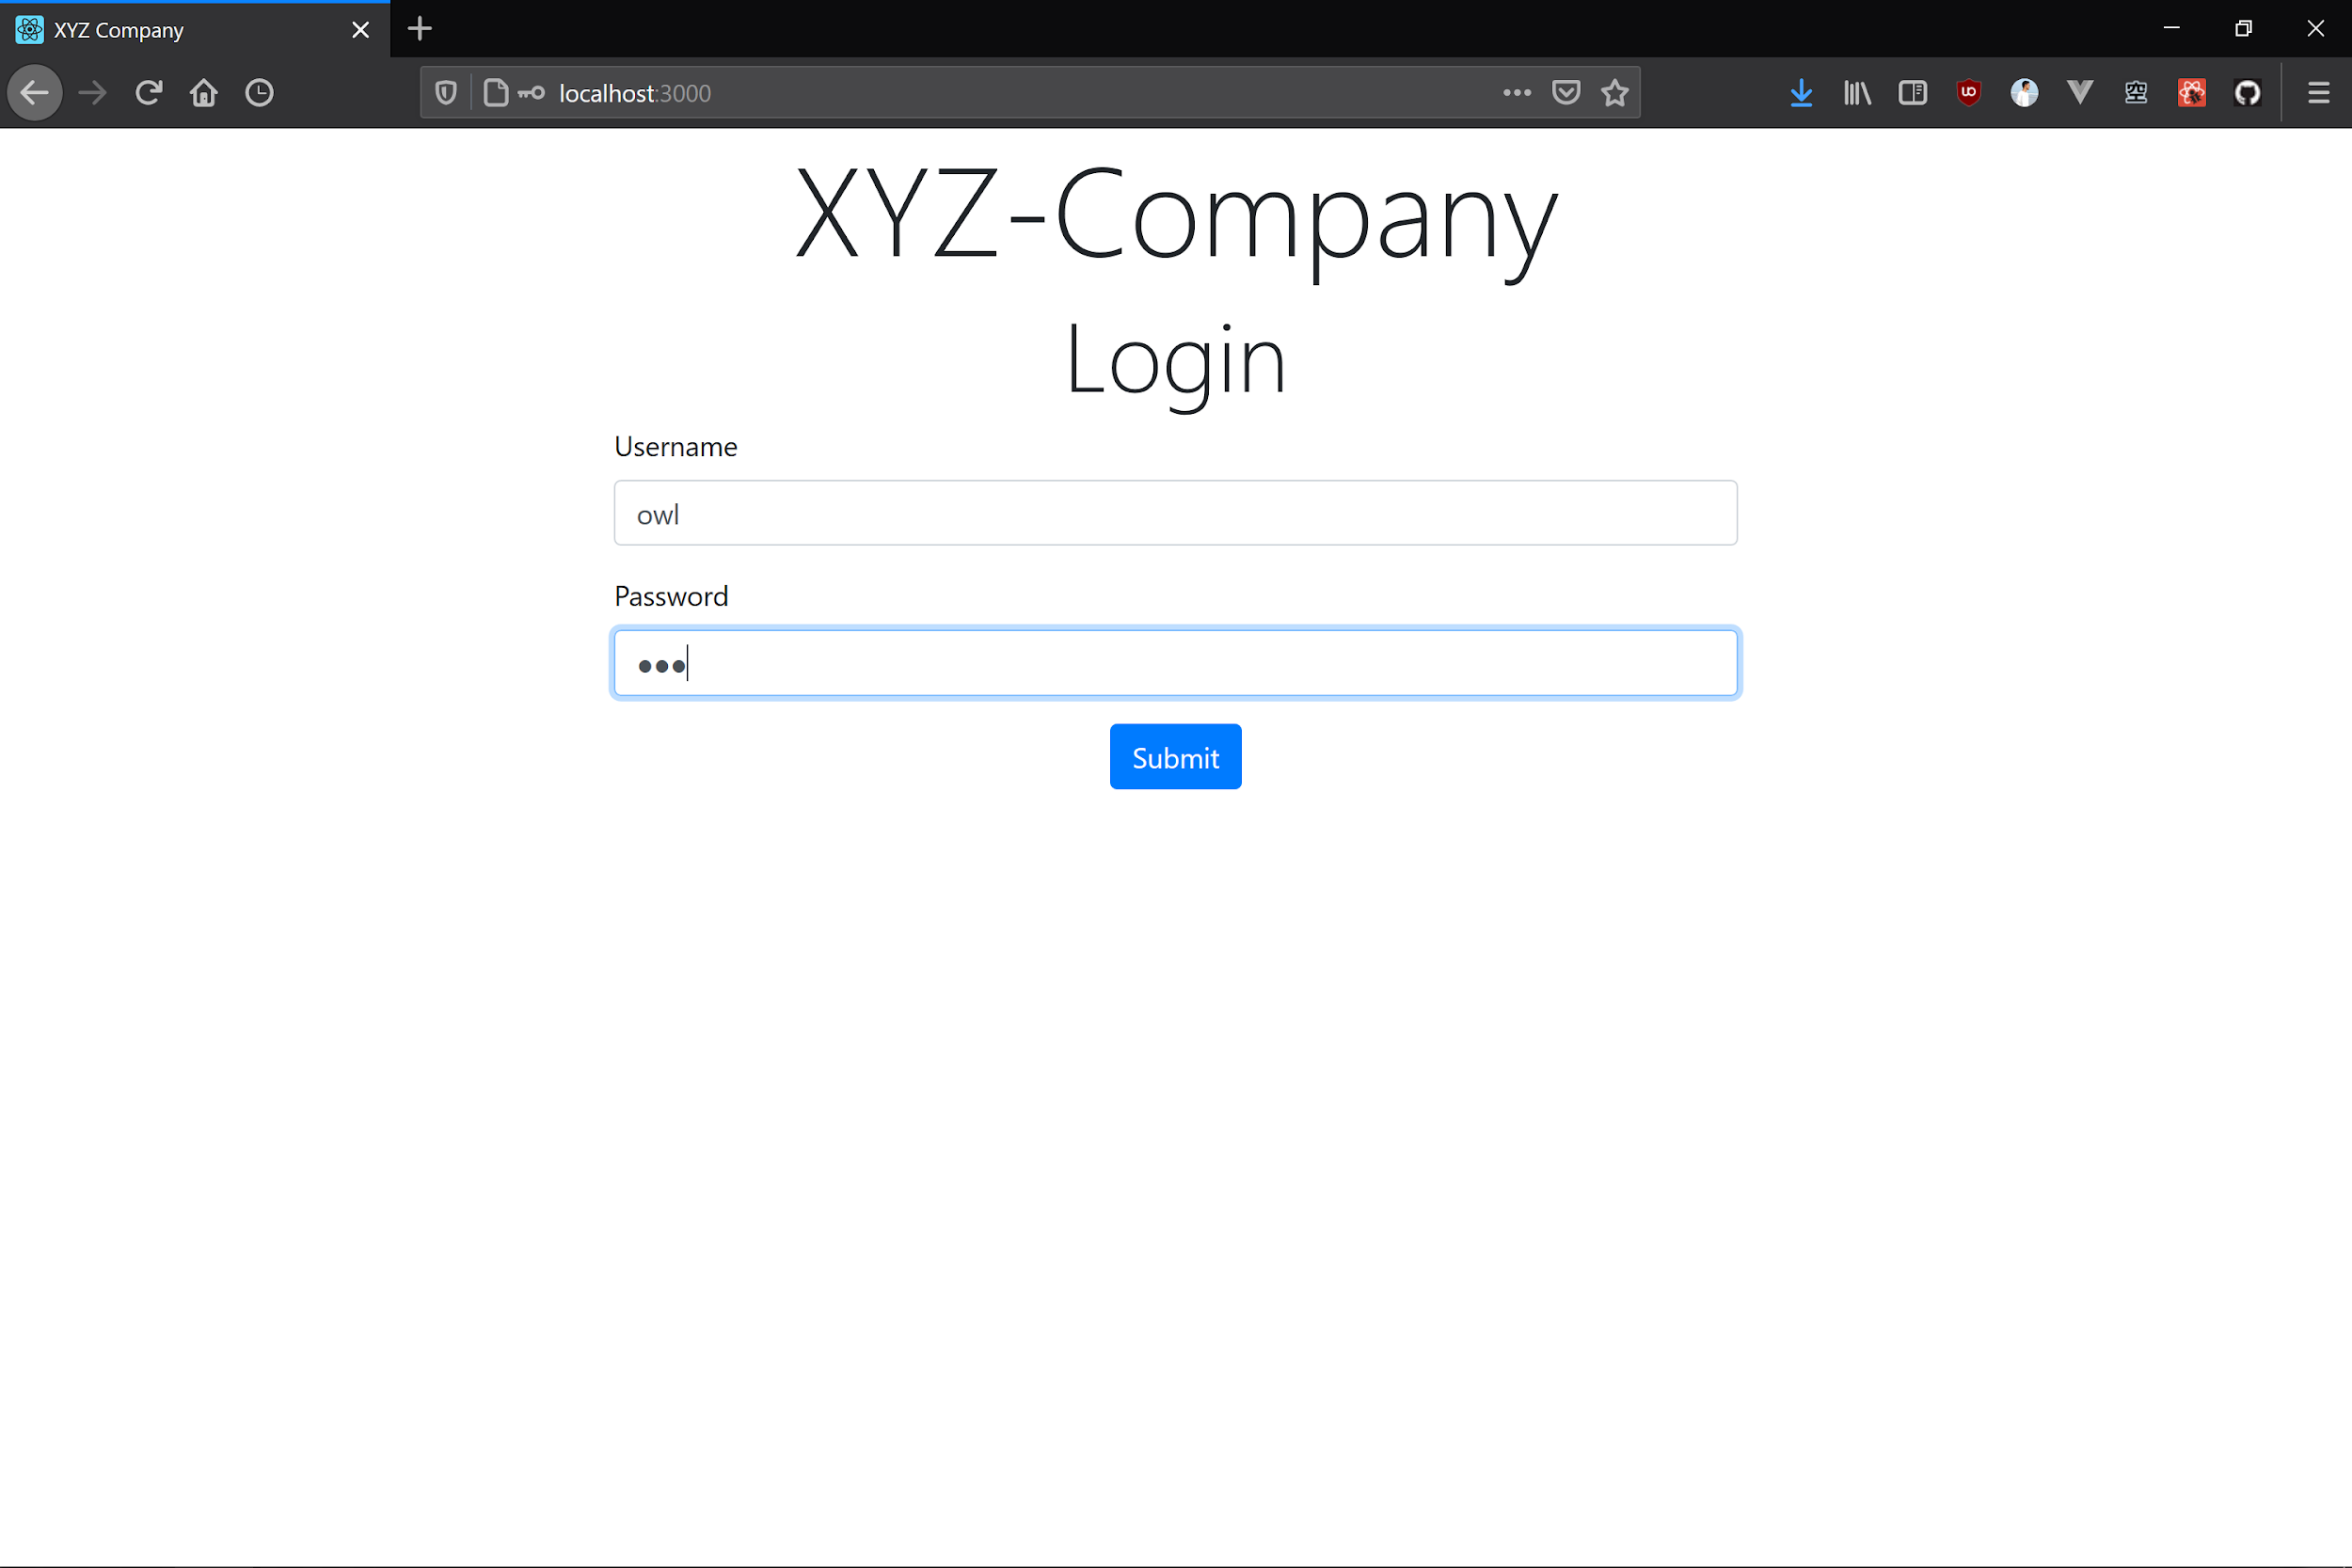 XYZ Company
localhost:3000
XYZ-Company
Login
Username
owl
Password
•••
Submit